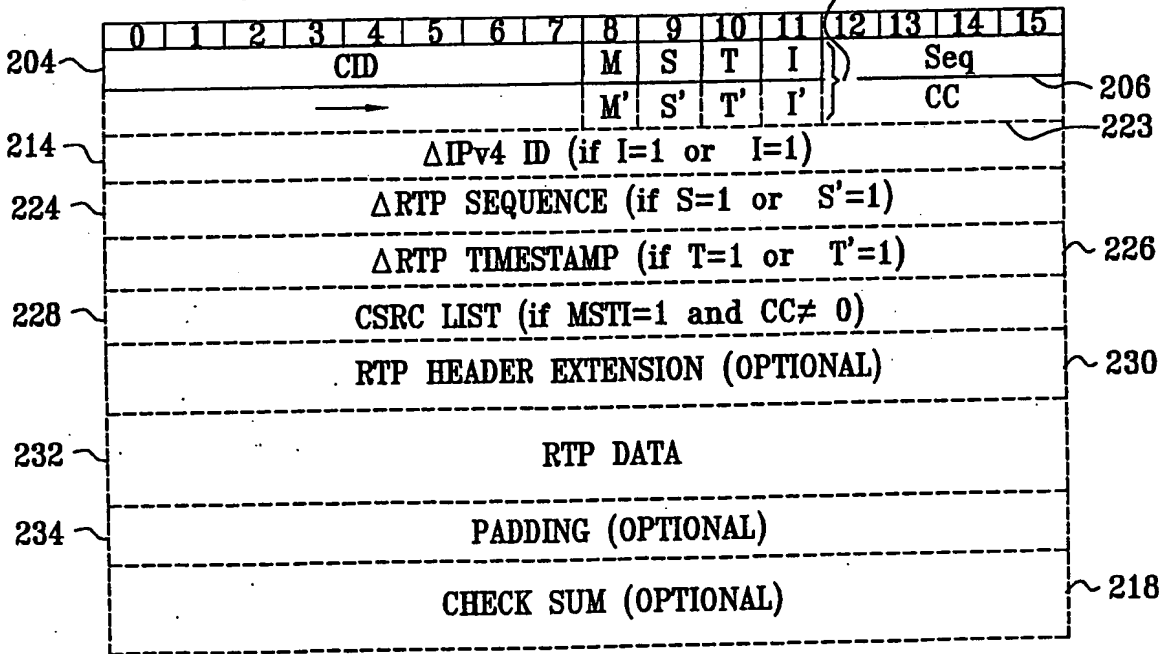 0 1 2 3 4 5 6 7 8 9 10 11 12 13 14 15
204 CID M S T I Seq
206
M' S' T' I' CC
223
214 ΔIPv4 ID (if I=1 or I=1)
224 ΔRTP SEQUENCE (if S=1 or S'=1)
ΔRTP TIMESTAMP (if T=1 or T'=1) 226
228 CSRC LIST (if MSTI=1 and CC≠ 0)
RTP HEADER EXTENSION (OPTIONAL) 230
232 RTP DATA
234 PADDING (OPTIONAL)
CHECK SUM (OPTIONAL) 218